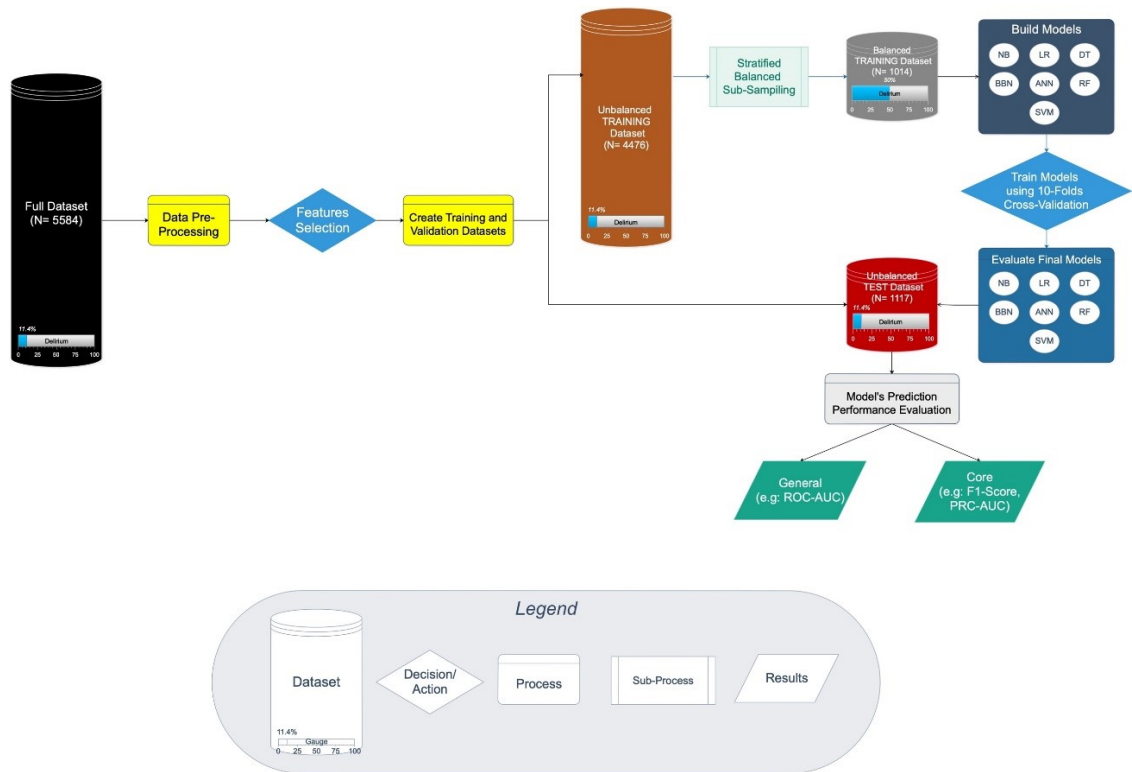 Full Dataset
(N= 5584)
11.4%
Delirium
0 25 50 75 100
Data Pre-
Processing
Features
Selection
Create Training and
Validation Datasets
Unbalanced
TRAINING
Dataset
(N= 4476)
11.4%
Delirium
0 25 50 75 100
Stratified
Balanced
Sub-Sampiling
Balanced
TRAINING Dataset
(N= 1014)
50%
Delirium
0 25 50 75 100
Build Models
NB LR DT
BBN ANN RF
SVM
Train Models
using 10-Folds
Cross-Validation
Evaluate Final Models
NB LR DT
BBN ANN RF
SVM
Unbalanced
TEST Dataset
(N= 1117)
11.4%
Delirium
0 25 50 75 100
Model's Prediction
Performance Evaluation
General
(e.g: ROC-AUC)
Core
(e.g: F1-Score,
PRC-AUC)
Legend
Dataset
11.4%
Gauge
0 25 50 75 100
Decision/
Action
Process
Sub-Process
Results